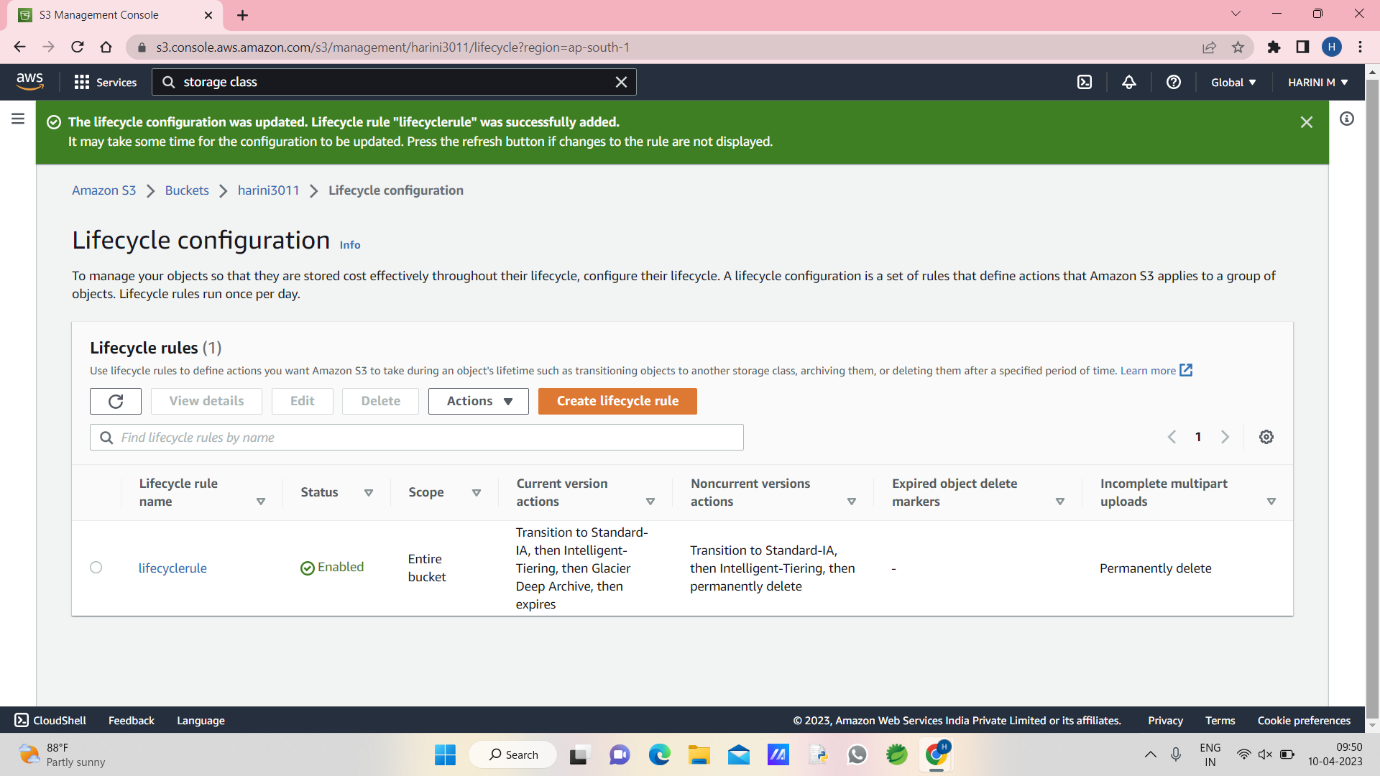 S3 Management Console
s3.console.aws.amazon.com/s3/management/harini3011/lifecycle?region=ap-south-1
H
aws
Services
storage class
Global
HARINI M
The lifecycle configuration was updated. Lifecycle rule "lifecyclerule" was successfully added.
It may take some time for the configuration to be updated. Press the refresh button if changes to the rule are not displayed.
Amazon S3 > Buckets > harini3011 > Lifecycle configuration
Lifecycle configuration Info
To manage your objects so that they are stored cost effectively throughout their lifecycle, configure their lifecycle. A lifecycle configuration is a set of rules that define actions that Amazon S3 applies to a group of
objects. Lifecycle rules run once per day.
Lifecycle rules (1)
Use lifecycle rules to define actions you want Amazon S3 to take during an object's lifetime such as transitioning objects to another storage class, archiving them, or deleting them after a specified period of time. Learn more
View details
Edit
Delete
Actions
Create lifecycle rule
Find lifecycle rules by name
1
Lifecycle rule
name
Status
Scope
Current version
actions
Noncurrent versions
actions
Expired object delete
markers
Incomplete multipart
uploads
lifecyclerule
Enabled
Entire
bucket
Transition to Standard-
IA, then Intelligent-
Tiering, then Glacier
Deep Archive, then
expires
Transition to Standard-IA,
then Intelligent-Tiering, then
permanently delete
-
Permanently delete
CloudShell
Feedback
Language
© 2023, Amazon Web Services India Private Limited or its affiliates.
Privacy
Terms
Cookie preferences
88°F
Partly sunny
Search
H
ENG
IN
09:50
10-04-2023